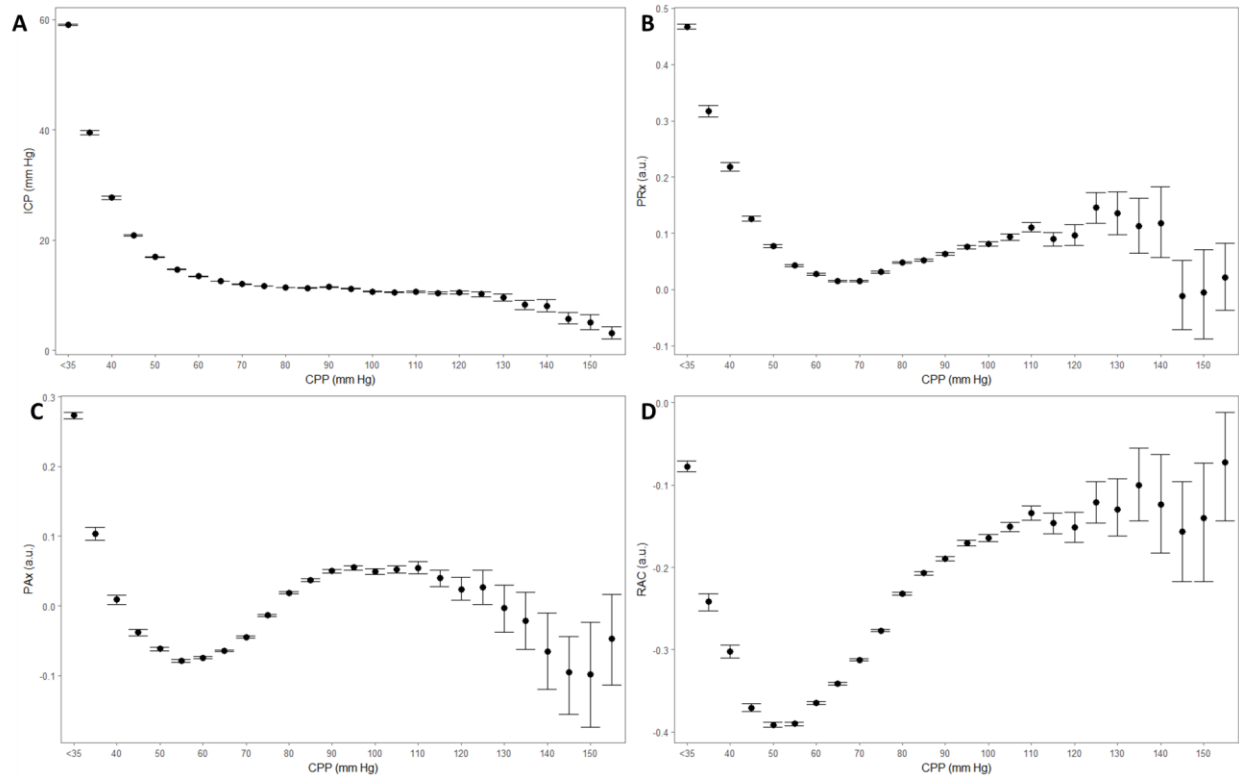 A
ICP (mm Hg)
60
40
20
0
<35 40 50 60 70 80 90 100 110 120 130 140 150
CPP (mm Hg)
B
PRx (a.u.)
0.5
0.4
0.3
0.2
0.1
0.0
-0.1
<35 40 50 60 70 80 90 100 110 120 130 140 150
CPP (mm Hg)
C
PAx (a.u.)
0.3
0.2
0.1
0.0
-0.1
<35 40 50 60 70 80 90 100 110 120 130 140 150
CPP (mm Hg)
D
RAC (a.u.)
0.0
-0.1
-0.2
-0.3
-0.4
<35 40 50 60 70 80 90 100 110 120 130 140 150
CPP (mm Hg)